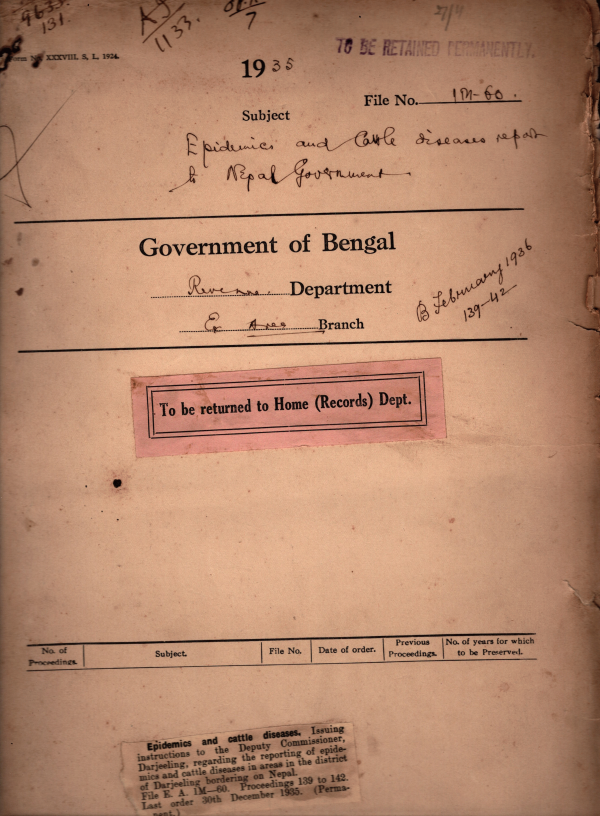 131.
1133.
7
27/4
TO BE RETAINED PERMANENTLY.
XXXVIII. S, L, 1924.
1935
File No. 1M-60.
Subject
Epidemics and Cattle diseases report
to Nepal Government
Government of Bengal
Revenue Department
Ex Area Branch
B February 1936
139-42
To be returned to Home (Records) Dept.
No. of Proceedings.
Subject.
File No.
Date of order.
Previous Proceedings.
No. of years for which to be Preserved.
Epidemics and cattle diseases. Issuing
instructions to the Deputy Commissioner,
Darjeeling, regarding the reporting of epide-
mics and cattle diseases in areas in the district
of Darjeeling bordering on Nepal.
File E. A. 1M—60. Proceedings 139 to 142.
Last order 30th December 1935. (Perma-
nent.)